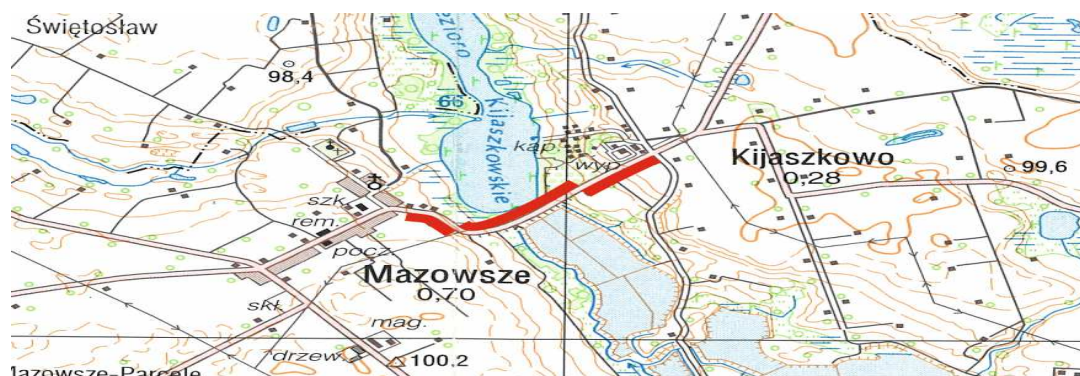 Świętosław
98,4
Jezioro
Kijaszkowskie
66
kap.
wyp.
Kijaszkowo
0,28
99,6
szk.
rem.
pocz.
Mazowsze
0,70
skł.
mag.
drzew.
100,2
Mazowsze-Parcele